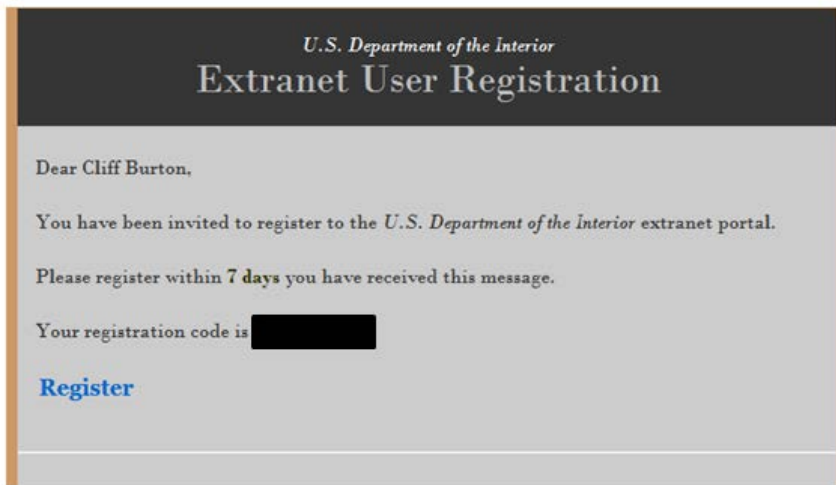 U.S. Department of the Interior
Extranet User Registration
Dear Cliff Burton,
You have been invited to register to the U.S. Department of the Interior extranet portal.
Please register within 7 days you have received this message.
Your registration code is
Register